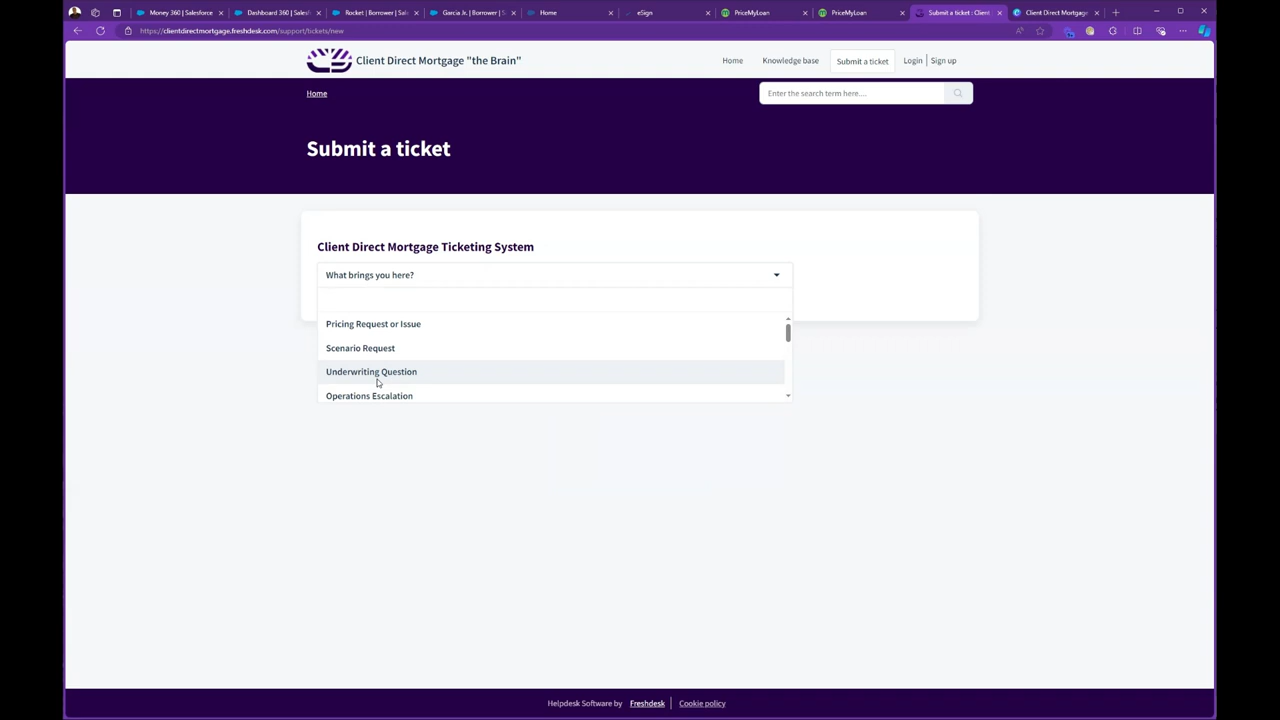 Money 360 | Salesforce
Dashboard 360 | Salesf
Rocket | Borrower | Sal
Garcia Jr. | Borrower | S
Home
eSign
PriceMyLoan
PriceMyLoan
Submit a ticket : Client
Client Direct Mortgage
https://clientdirectmortgage.freshdesk.com/support/tickets/new
Client Direct Mortgage "the Brain"
Home
Knowledge base
Submit a ticket
Login
Sign up
Home
Enter the search term here....
Submit a ticket
Client Direct Mortgage Ticketing System
What brings you here?
Pricing Request or Issue
Scenario Request
Underwriting Question
Operations Escalation
Helpdesk Software by Freshdesk
Cookie policy